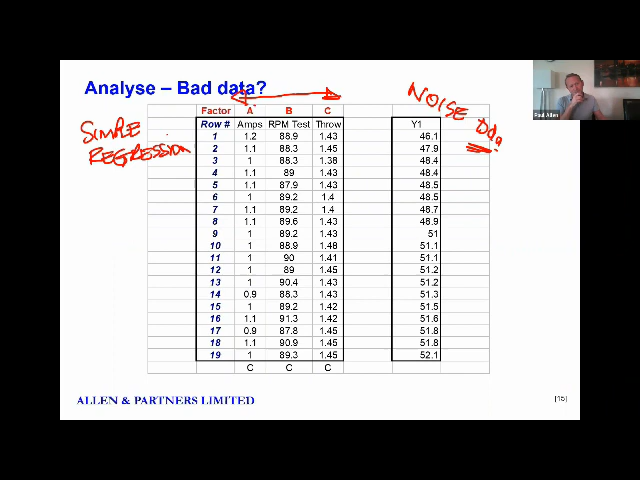 Analyse – Bad data?
NOISE Data
SIMPLE
REGRESSION
Factor A B C
Row # Amps RPM Test Throw Y1
1 1.2 88.9 1.43 46.1
2 1.1 88.3 1.45 47.9
3 1 88.3 1.38 48.4
4 1.1 89 1.43 48.4
5 1.1 87.9 1.43 48.5
6 1 89.2 1.4 48.5
7 1.1 89.2 1.4 48.7
8 1.1 89.6 1.43 48.9
9 1 89.2 1.43 51
10 1 88.9 1.48 51.1
11 1 90 1.41 51.1
12 1 89 1.45 51.2
13 1 90.4 1.43 51.2
14 0.9 88.3 1.43 51.3
15 1 89.2 1.42 51.5
16 1.1 91.3 1.42 51.6
17 0.9 87.8 1.45 51.8
18 1.1 90.9 1.45 51.8
19 1 89.3 1.45 52.1
C C C
ALLEN & PARTNERS LIMITED
[15]
Paul Allen